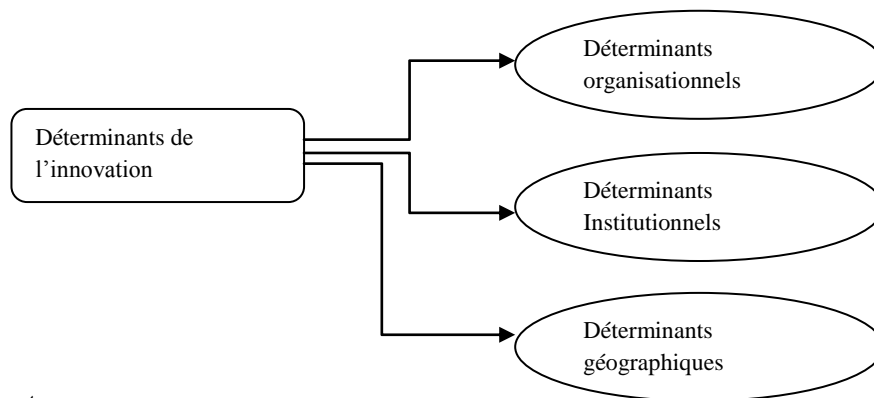 Déterminants
organisationnels
Déterminants de
l’innovation
Déterminants
Institutionnels
Déterminants
géographiques